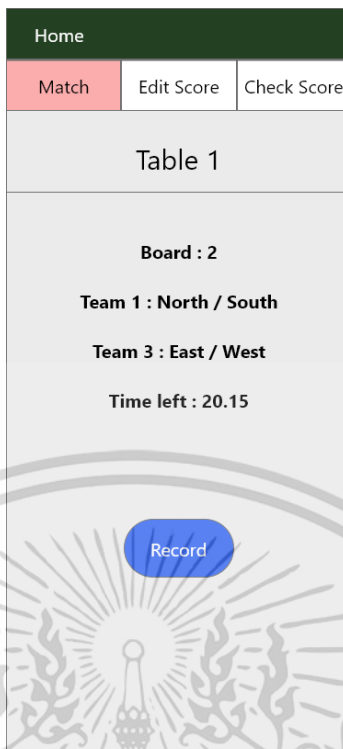 Home
Match Edit Score Check Score
Table 1
Board : 2
Team 1 : North / South
Team 3 : East / West
Time left : 20.15
Record